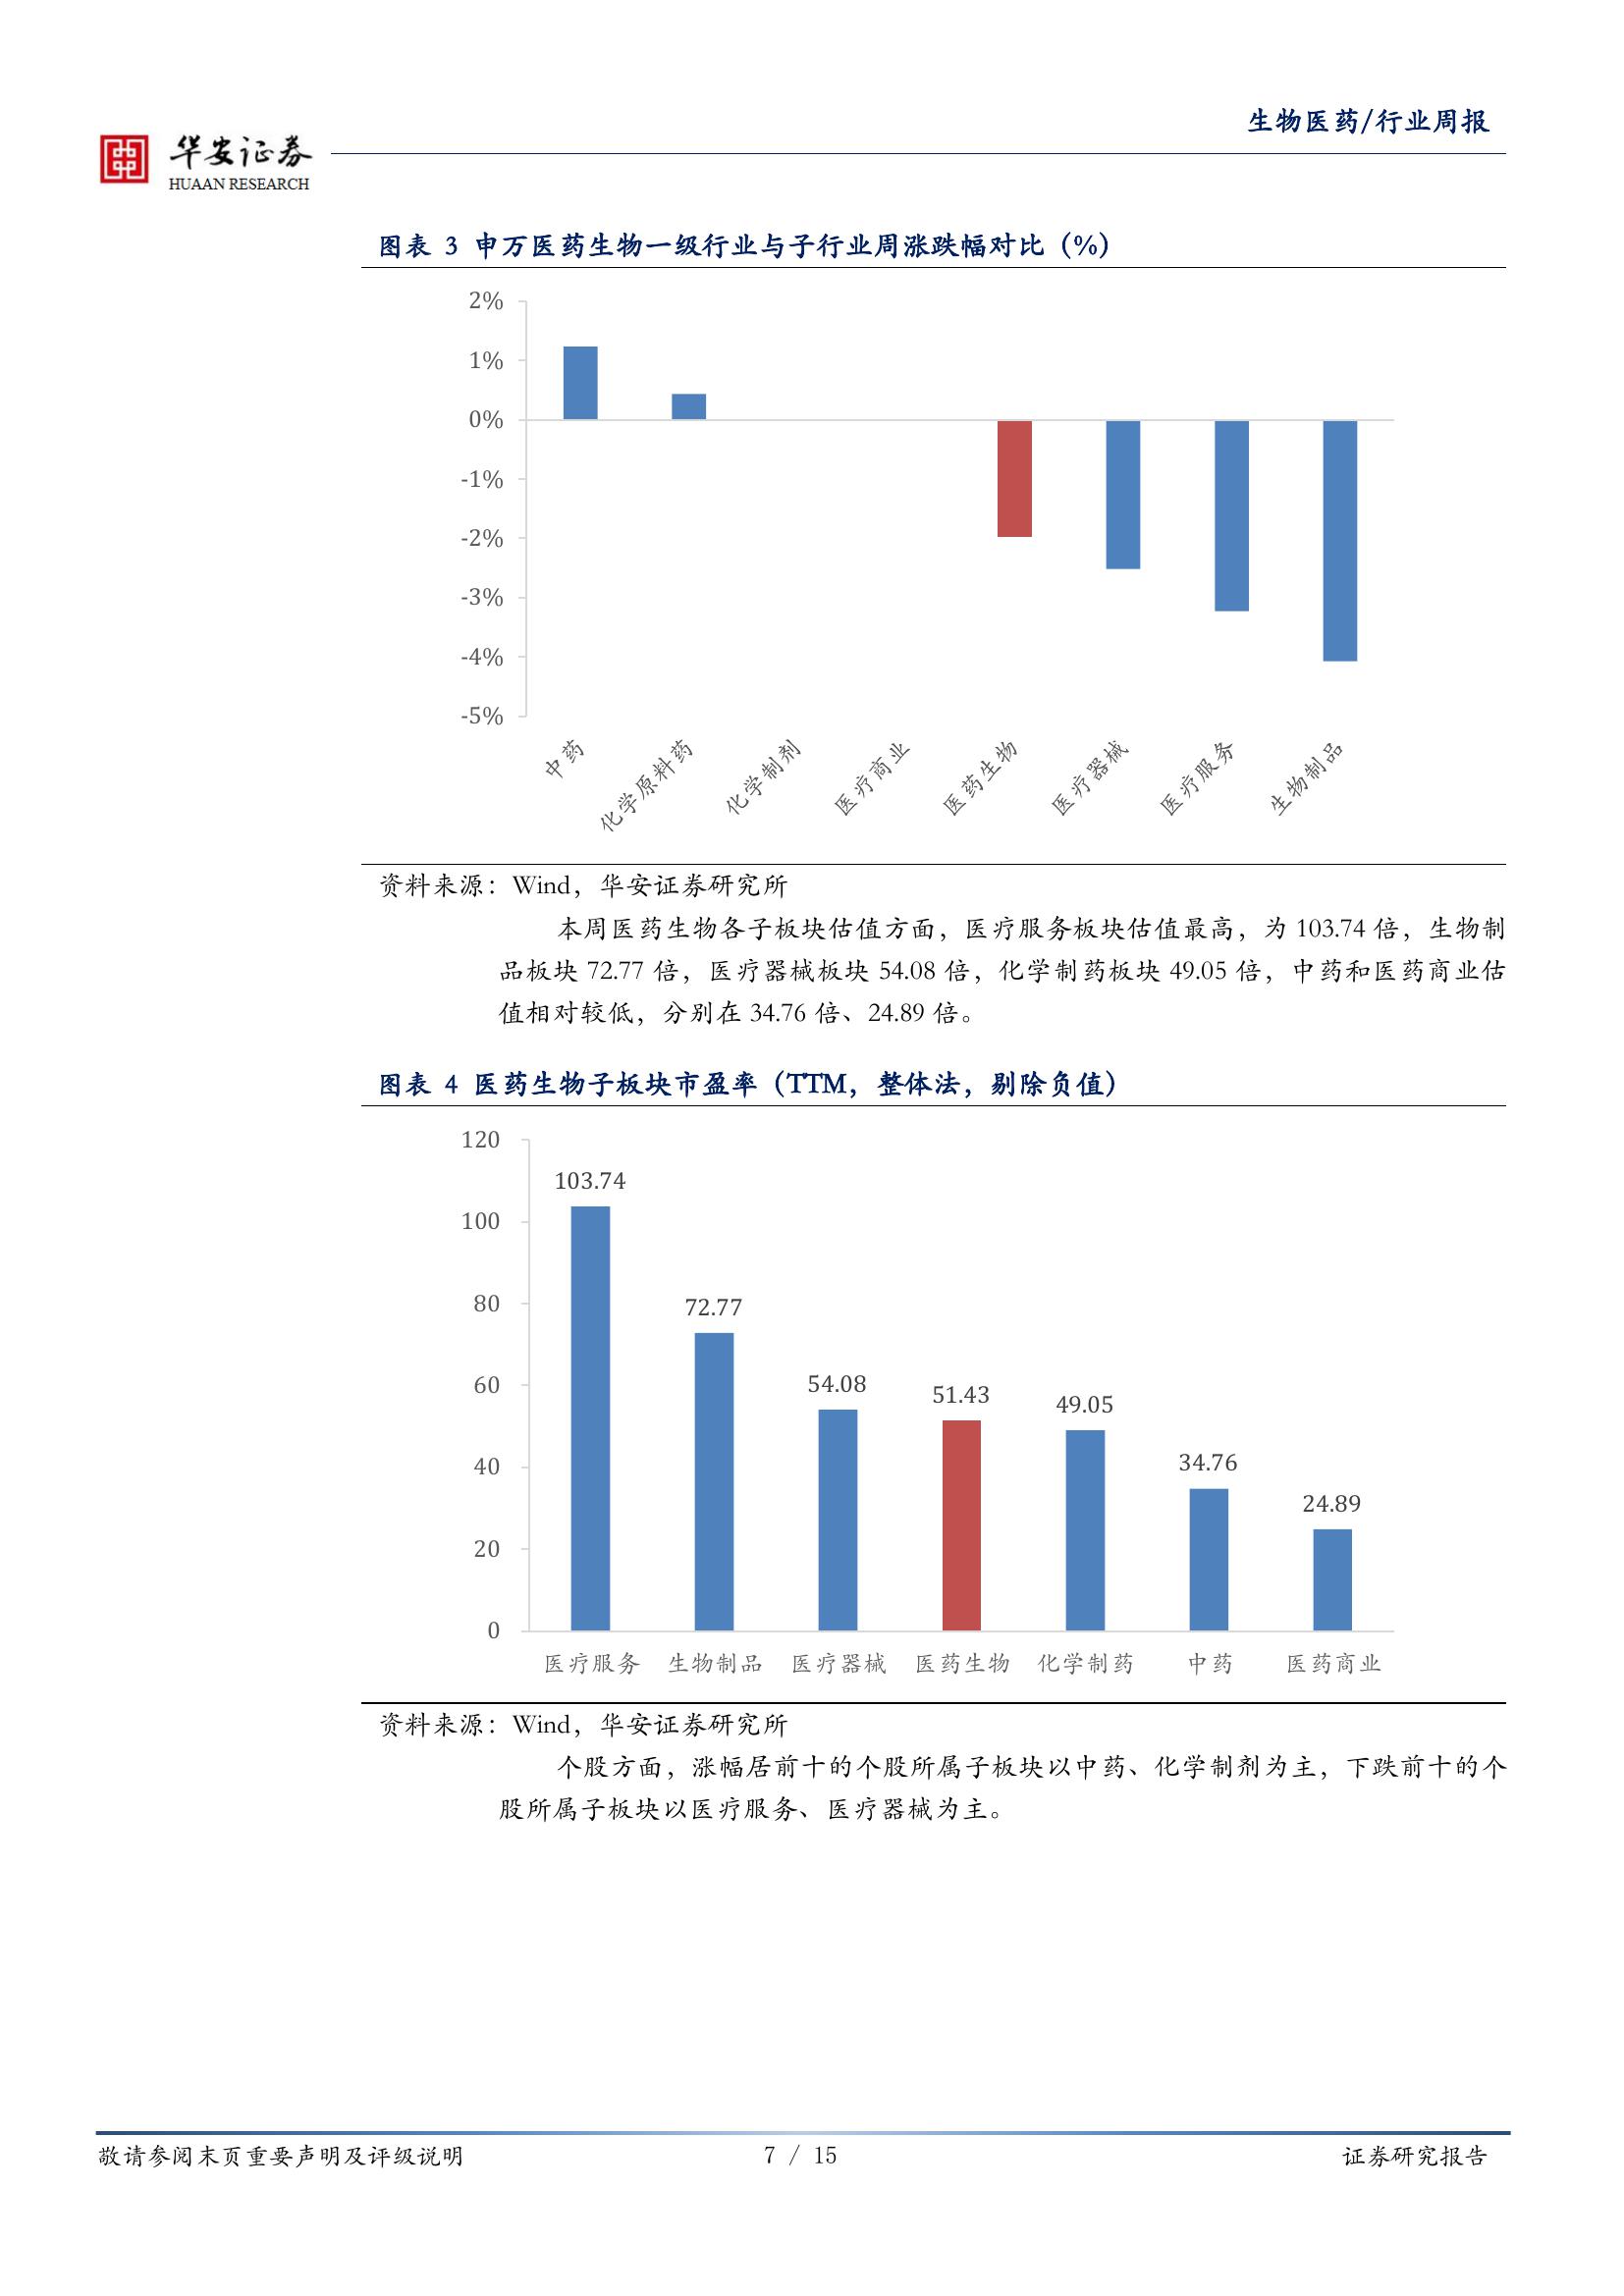 生物医药/行业周报
华安证券
HUAAN RESEARCH
图表 3 申万医药生物一级行业与子行业周涨跌幅对比（%）
2%
1%
0%
-1%
-2%
-3%
-4%
-5%
中药
化学原料药
化学制剂
医疗商业
医药生物
医疗器械
医疗服务
生物制品
资料来源：Wind，华安证券研究所
本周医药生物各子板块估值方面，医疗服务板块估值最高，为 103.74 倍，生物制
品板块 72.77 倍，医疗器械板块 54.08 倍，化学制药板块 49.05 倍，中药和医药商业估
值相对较低，分别在 34.76 倍、24.89 倍。
图表 4 医药生物子板块市盈率（TTM，整体法，剔除负值）
120
100
80
60
40
20
0
103.74
72.77
54.08
51.43
49.05
34.76
24.89
医疗服务 生物制品 医疗器械 医药生物 化学制药 中药 医药商业
资料来源：Wind，华安证券研究所
个股方面，涨幅居前十的个股所属子板块以中药、化学制剂为主，下跌前十的个
股所属子板块以医疗服务、医疗器械为主。
敬请参阅末页重要声明及评级说明 7 / 15 证券研究报告